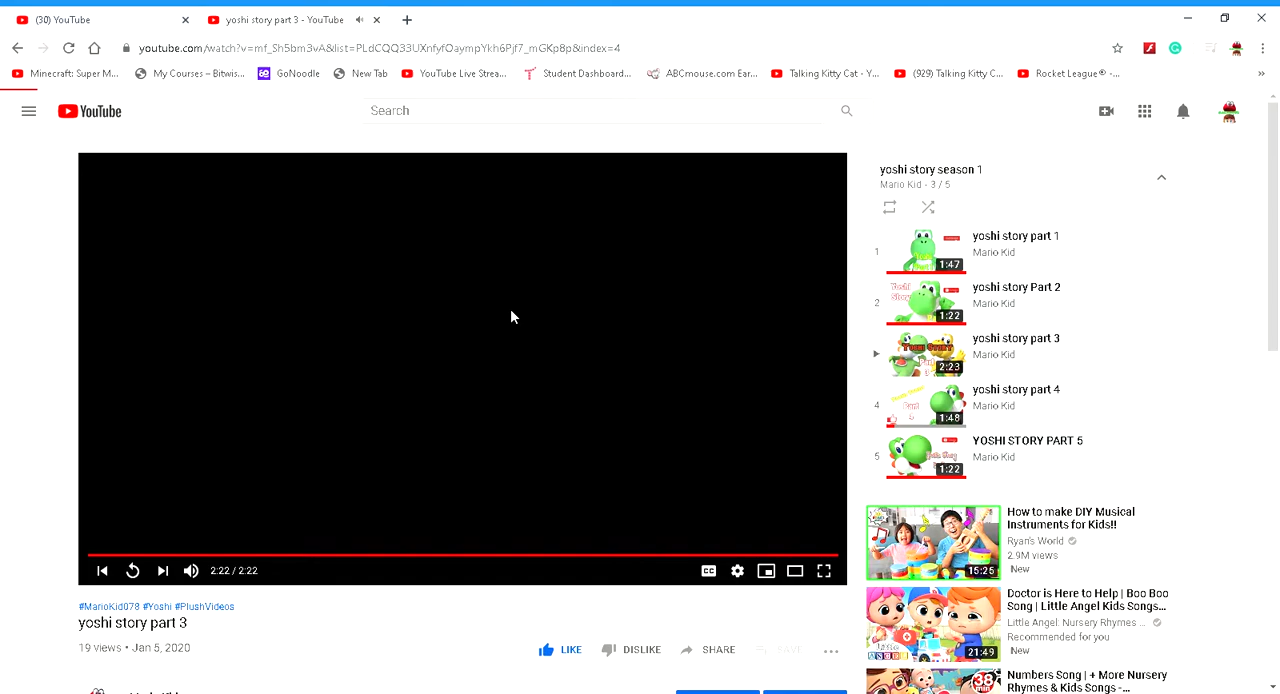 (30) YouTube
yoshi story part 3 - YouTube
youtube.com/watch?v=mf_Sh5bm3vA&list=PLdCQQ33UXnfyfOaympYkh6Pjf7_mGKp8p&index=4
Minecraft: Super M...
My Courses – Bitwis...
GoNoodle
New Tab
YouTube Live Strea...
Student Dashboard...
ABCmouse.com Ear...
Talking Kitty Cat - Y...
(929) Talking Kitty C...
Rocket League® -...
YouTube
Search
yoshi story season 1
Mario Kid - 3 / 5
1
1:47
yoshi story part 1
Mario Kid
2
Yoshi Story
1:22
yoshi story Part 2
Mario Kid
YOSHI STORY
2:23
yoshi story part 3
Mario Kid
4
Part
1:48
yoshi story part 4
Mario Kid
5
1:22
YOSHI STORY PART 5
Mario Kid
15:25
How to make DIY Musical
Instruments for Kids!!
Ryan's World
2.9M views
New
21:49
Doctor is Here to Help | Boo Boo
Song | Little Angel Kids Songs...
Little Angel: Nursery Rhymes ...
Recommended for you
New
38
min
Numbers Song | + More Nursery
Rhymes & Kids Songs -...
CC
2:22 / 2:22
#MarioKid078 #Yoshi #PlushVideos
yoshi story part 3
19 views • Jan 5, 2020
LIKE
DISLIKE
SHARE
SAVE